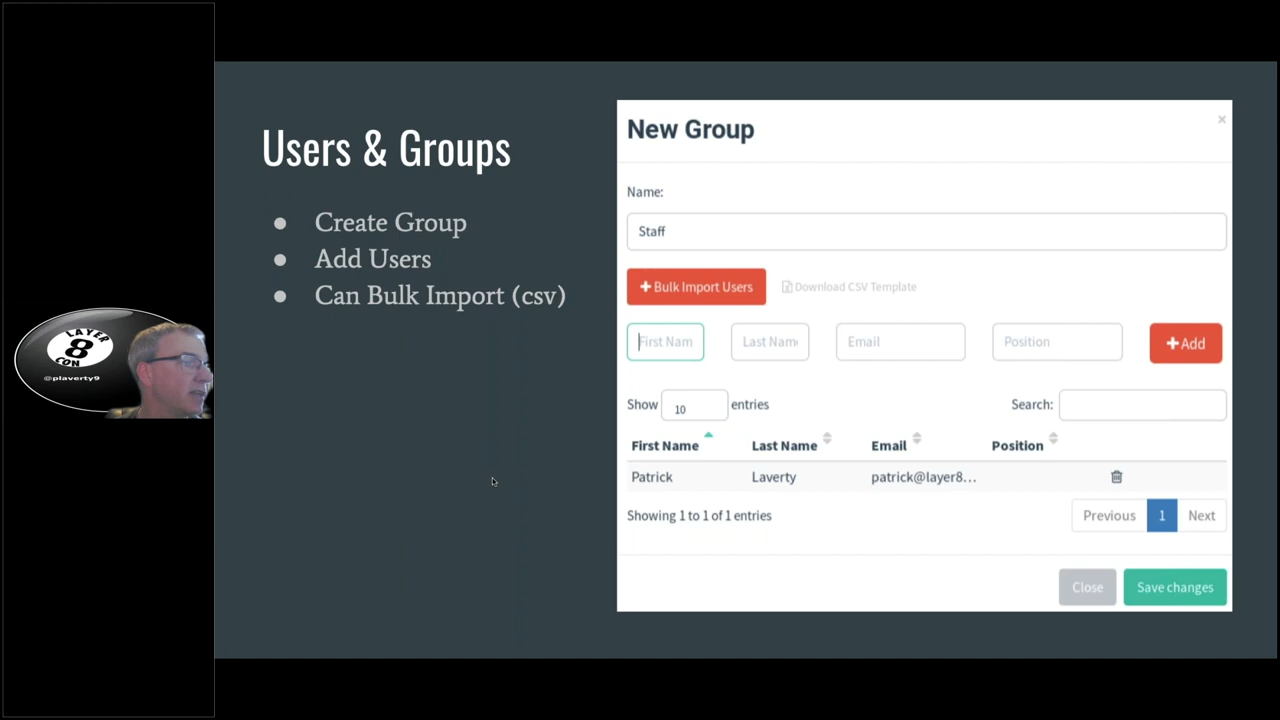 Users & Groups
● Create Group
● Add Users
● Can Bulk Import (csv)
LAYER
8
CON
@plaverty9
New Group
×
Name:
Staff
+ Bulk Import Users Download CSV Template
First Nam Last Name Email Position + Add
Show 10 entries Search:
First Name Last Name Email Position
Patrick Laverty patrick@layer8...
Showing 1 to 1 of 1 entries Previous 1 Next
Close Save changes